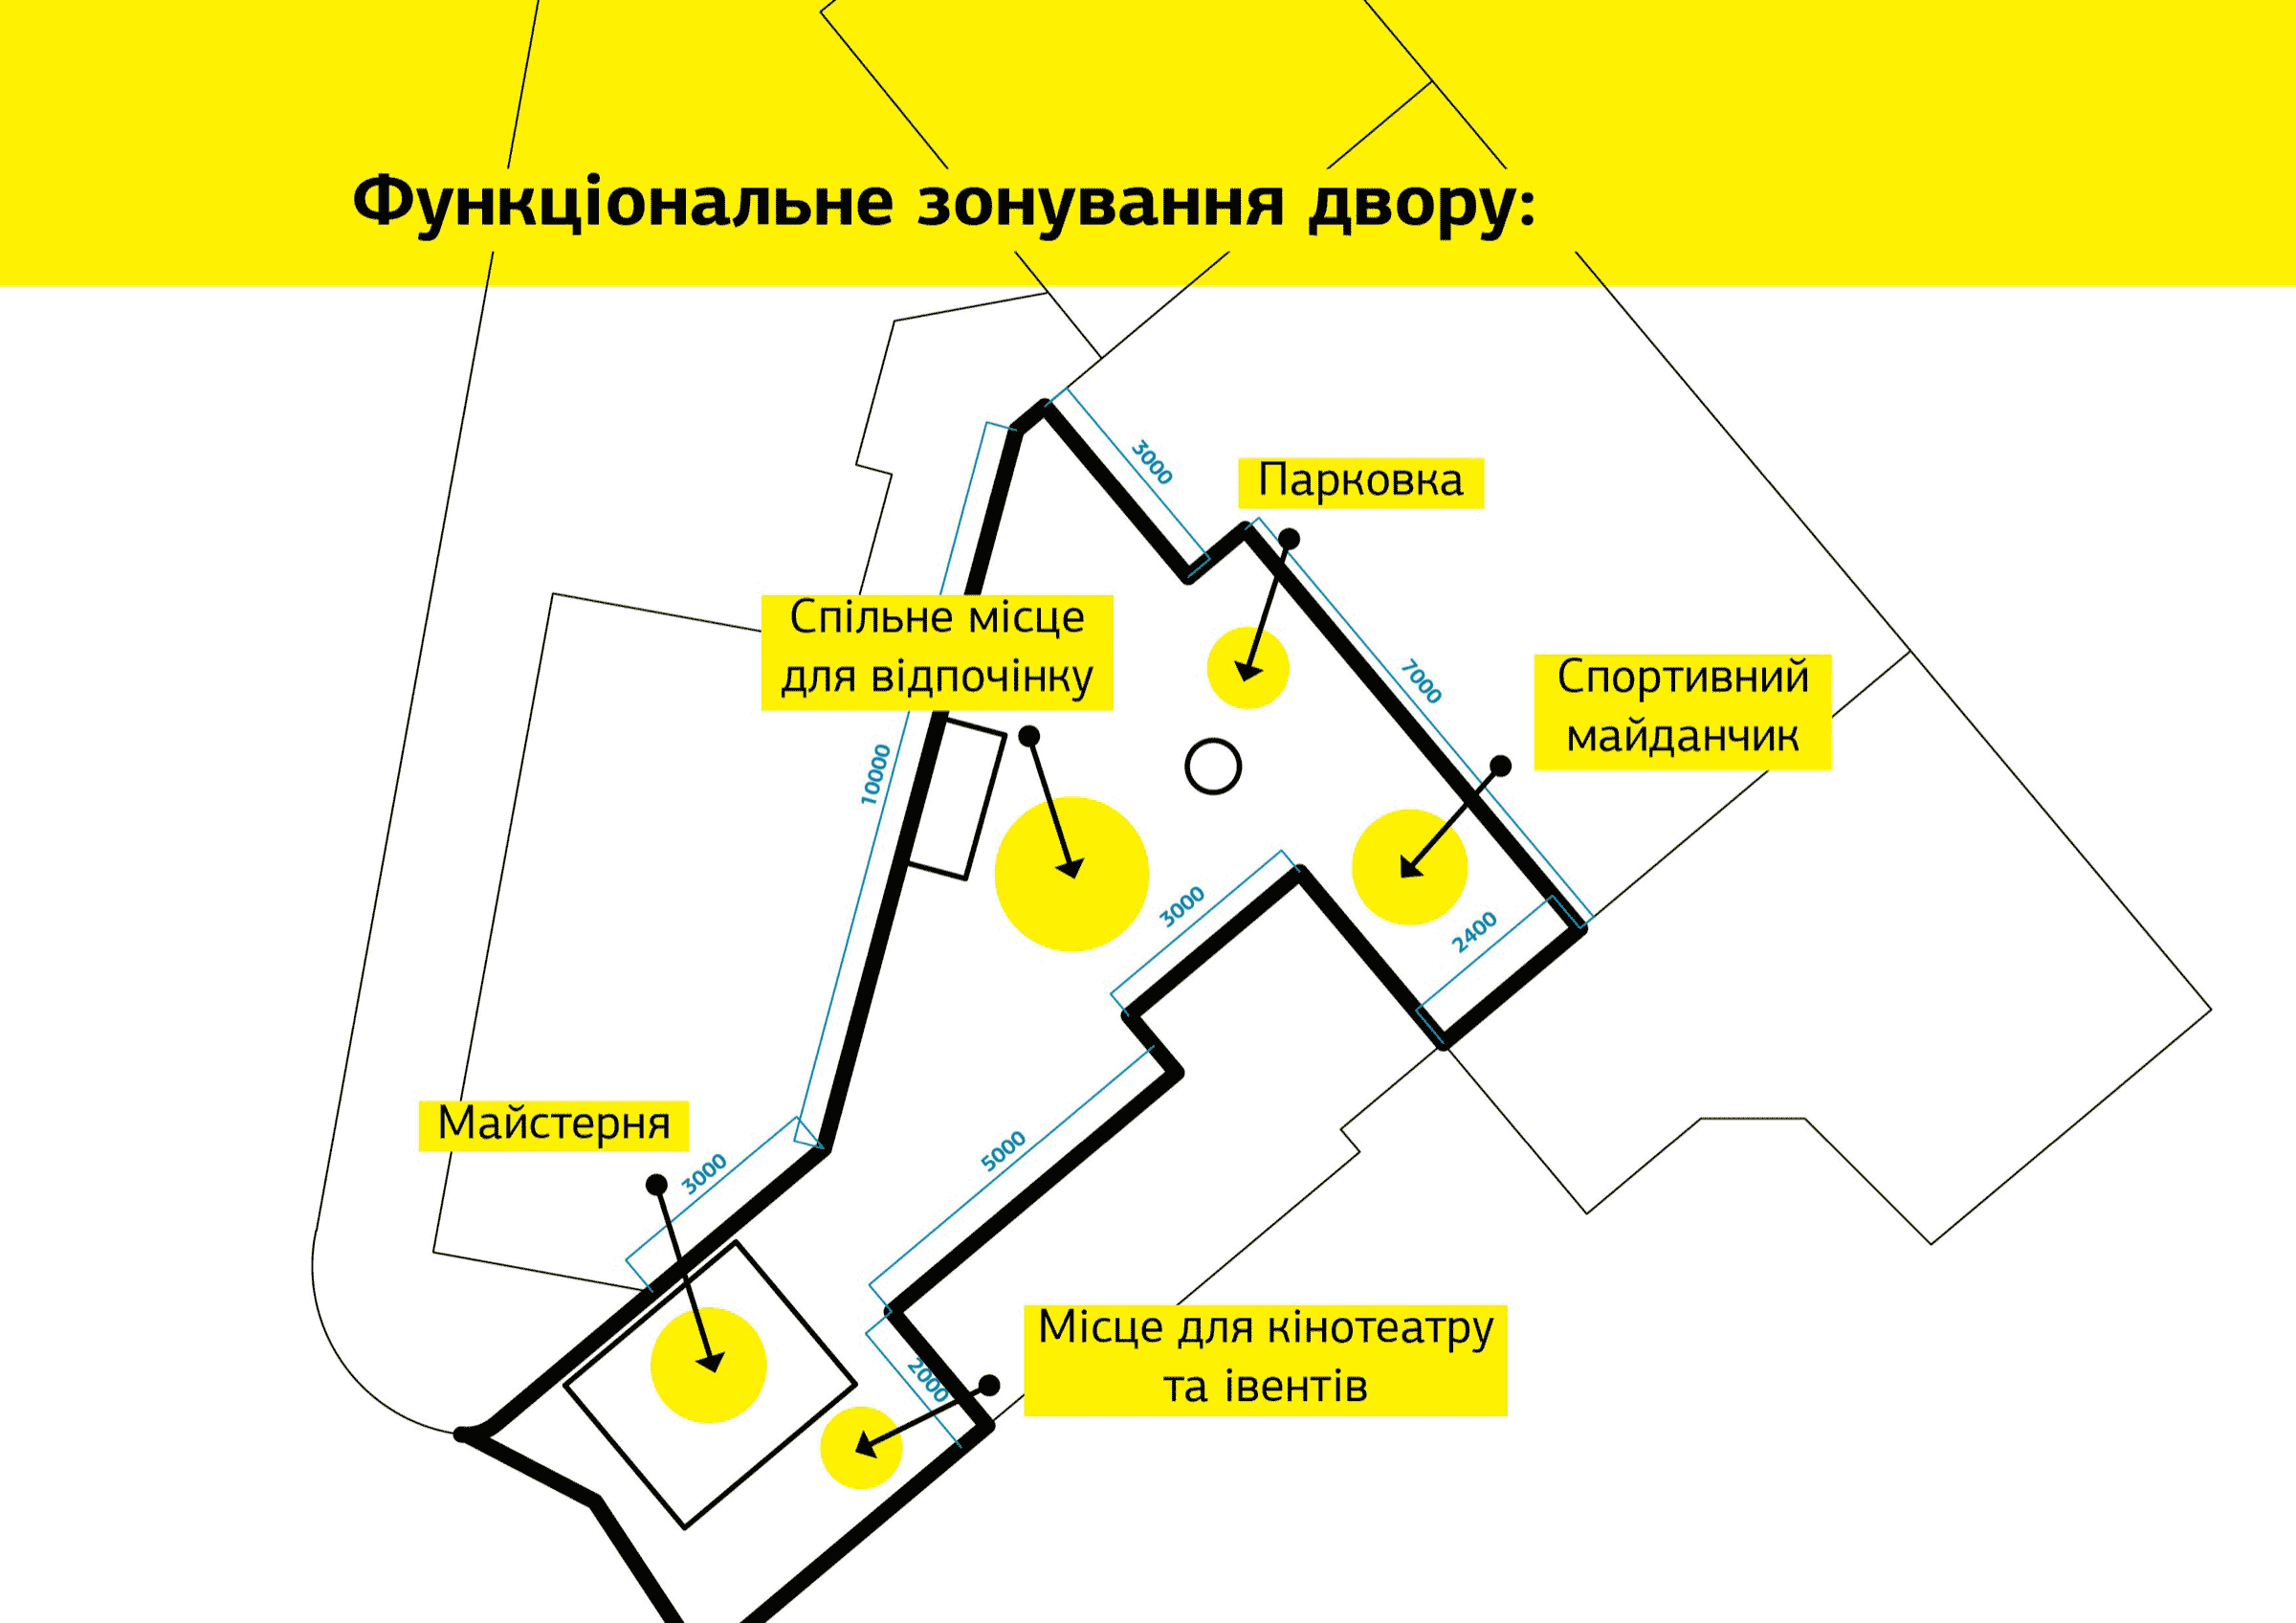 Функціональне зонування двору:
3000
Парковка
Спільне місце
для відпочінку
7000
Спортивний
майданчик
10000
3000
2400
Майстерня
3000
5000
Місце для кінотеатру
та івентів
2000